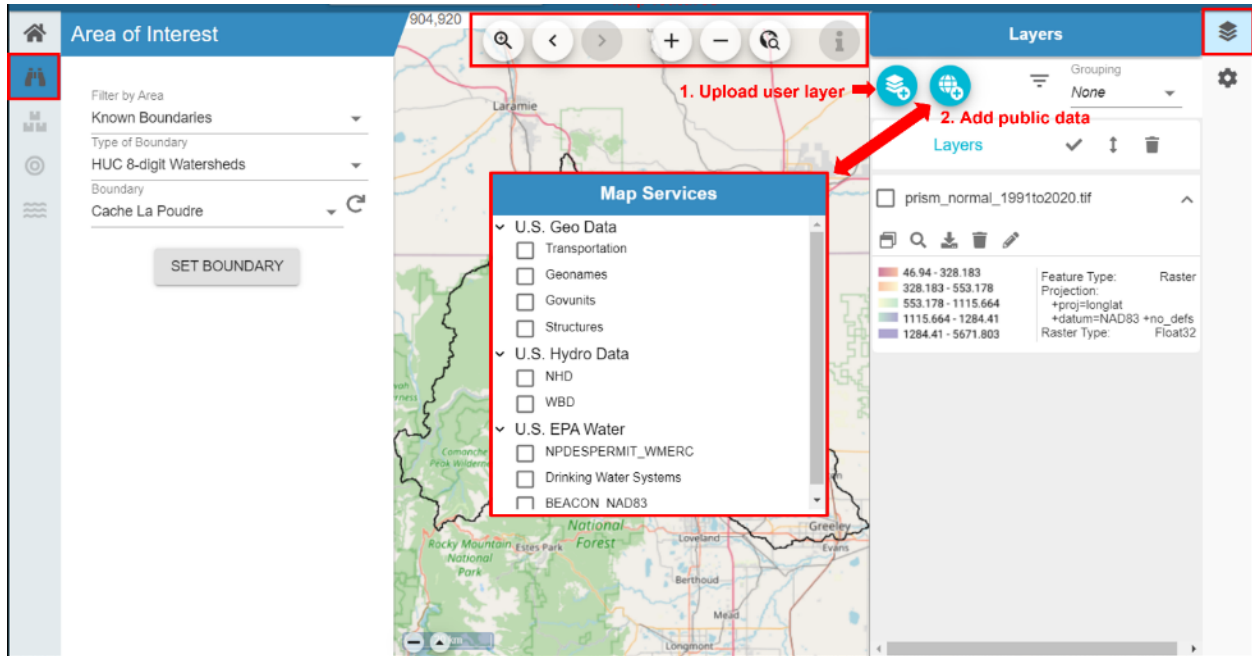 Area of Interest
Filter by Area
Known Boundaries
Type of Boundary
HUC 8-digit Watersheds
Boundary
Cache La Poudre
SET BOUNDARY
904,920
Laramie
1. Upload user layer
2. Add public data
Map Services
U.S. Geo Data
Transportation
Geonames
Govunits
Structures
U.S. Hydro Data
NHD
WBD
U.S. EPA Water
NPDESPERMIT_WMERC
Drinking Water Systems
BEACON_NAD83
Comanche
Peak Wilderness
National
Forest
Rocky Mountain
National
Park
Estes Park
Loveland
Greeley
Evans
Berthoud
Mead
Longmont
Layers
Grouping
None
Layers
prism_normal_1991to2020.tif
46.94 - 328.183
328.183 - 553.178
553.178 - 1115.664
1115.664 - 1284.41
1284.41 - 5671.803
Feature Type: Raster
Projection:
+proj=longlat
+datum=NAD83 +no_defs
Raster Type: Float32